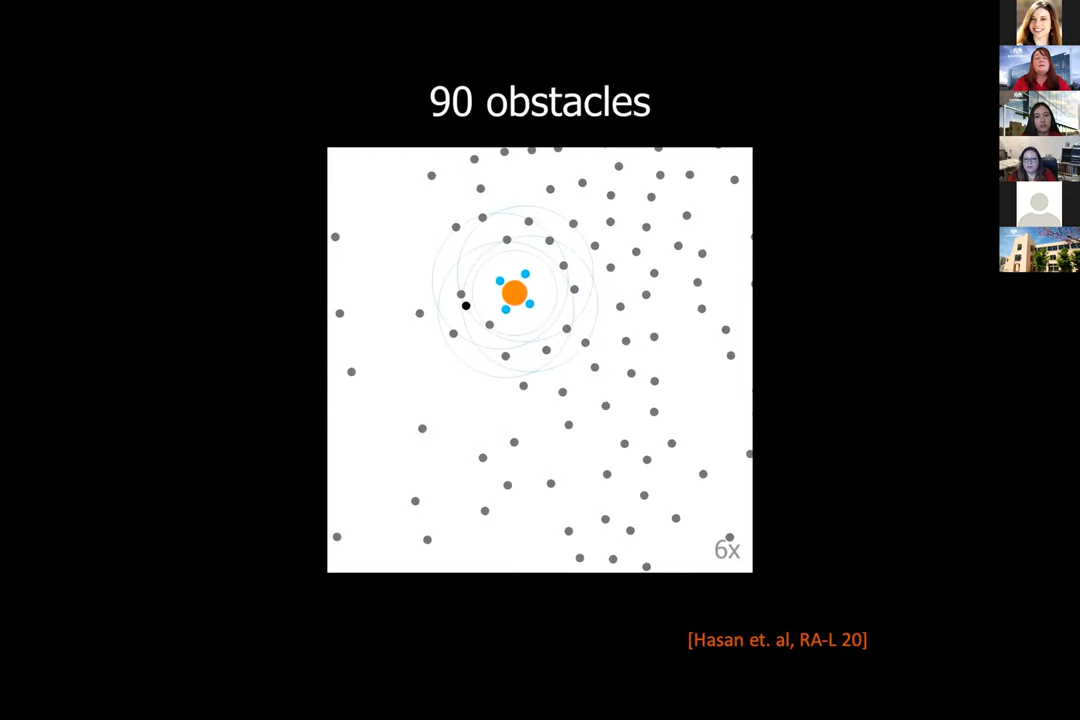 90 obstacles
6x
[Hasan et. al, RA-L 20]